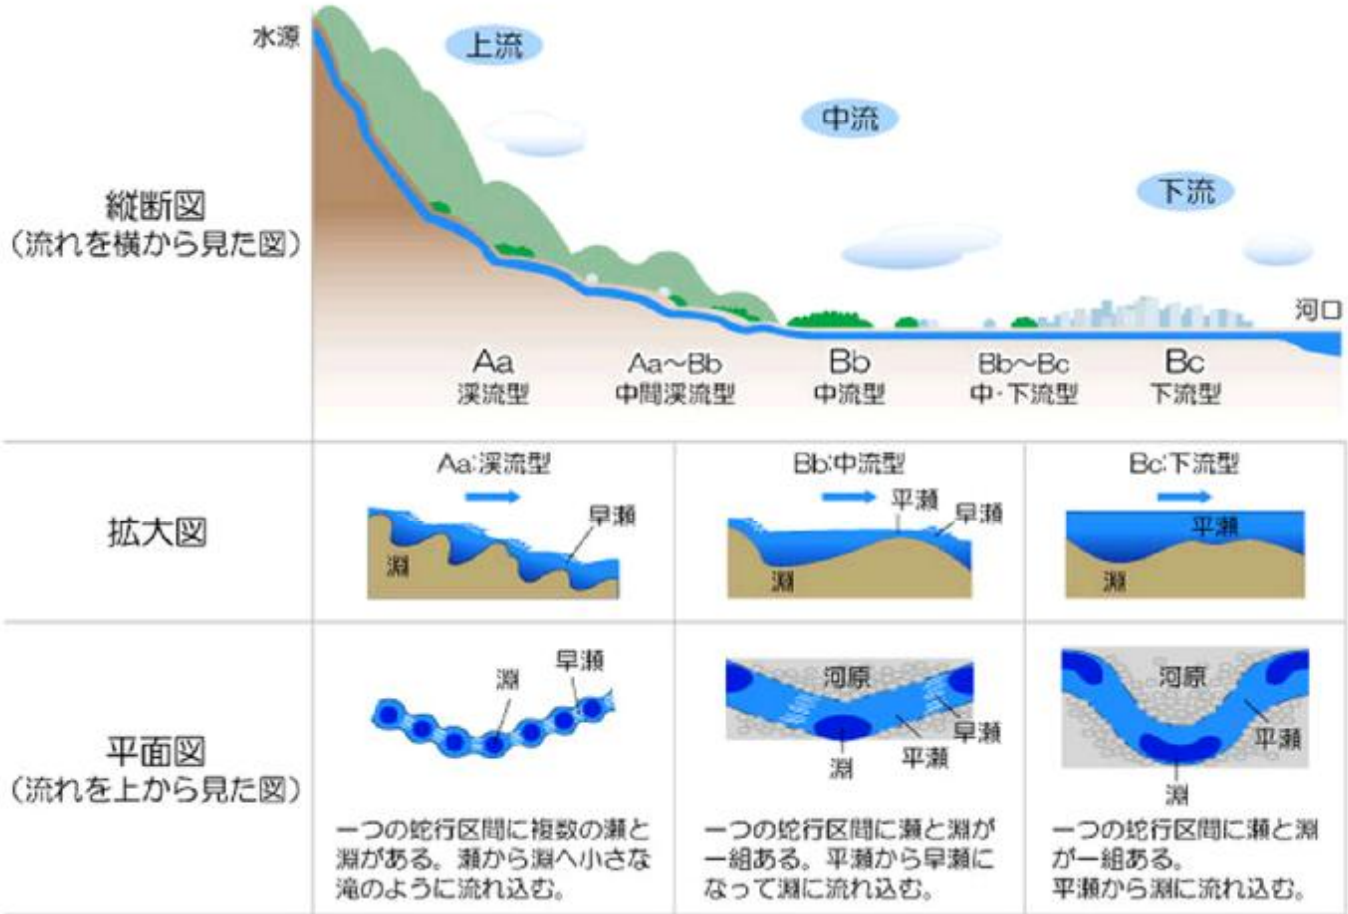 水源
上流
中流
下流
縦断図
(流れを横から見た図)
河口
Aa
渓流型
Aa~Bb
中間渓流型
Bb
中流型
Bb~Bc
中・下流型
Bc
下流型
拡大図
Aa:渓流型
早瀬
淵
Bb:中流型
平瀬
早瀬
淵
Bc:下流型
平瀬
淵
平面図
(流れを上から見た図)
早瀬
淵
河原
早瀬
平瀬
淵
河原
平瀬
淵
一つの蛇行区間に複数の瀬と
淵がある。瀬から淵へ小さな
滝のように流れ込む。
一つの蛇行区間に瀬と淵が
一組ある。平瀬から早瀬に
なって淵に流れ込む。
一つの蛇行区間に瀬と淵
が一組ある。
平瀬から淵に流れ込む。